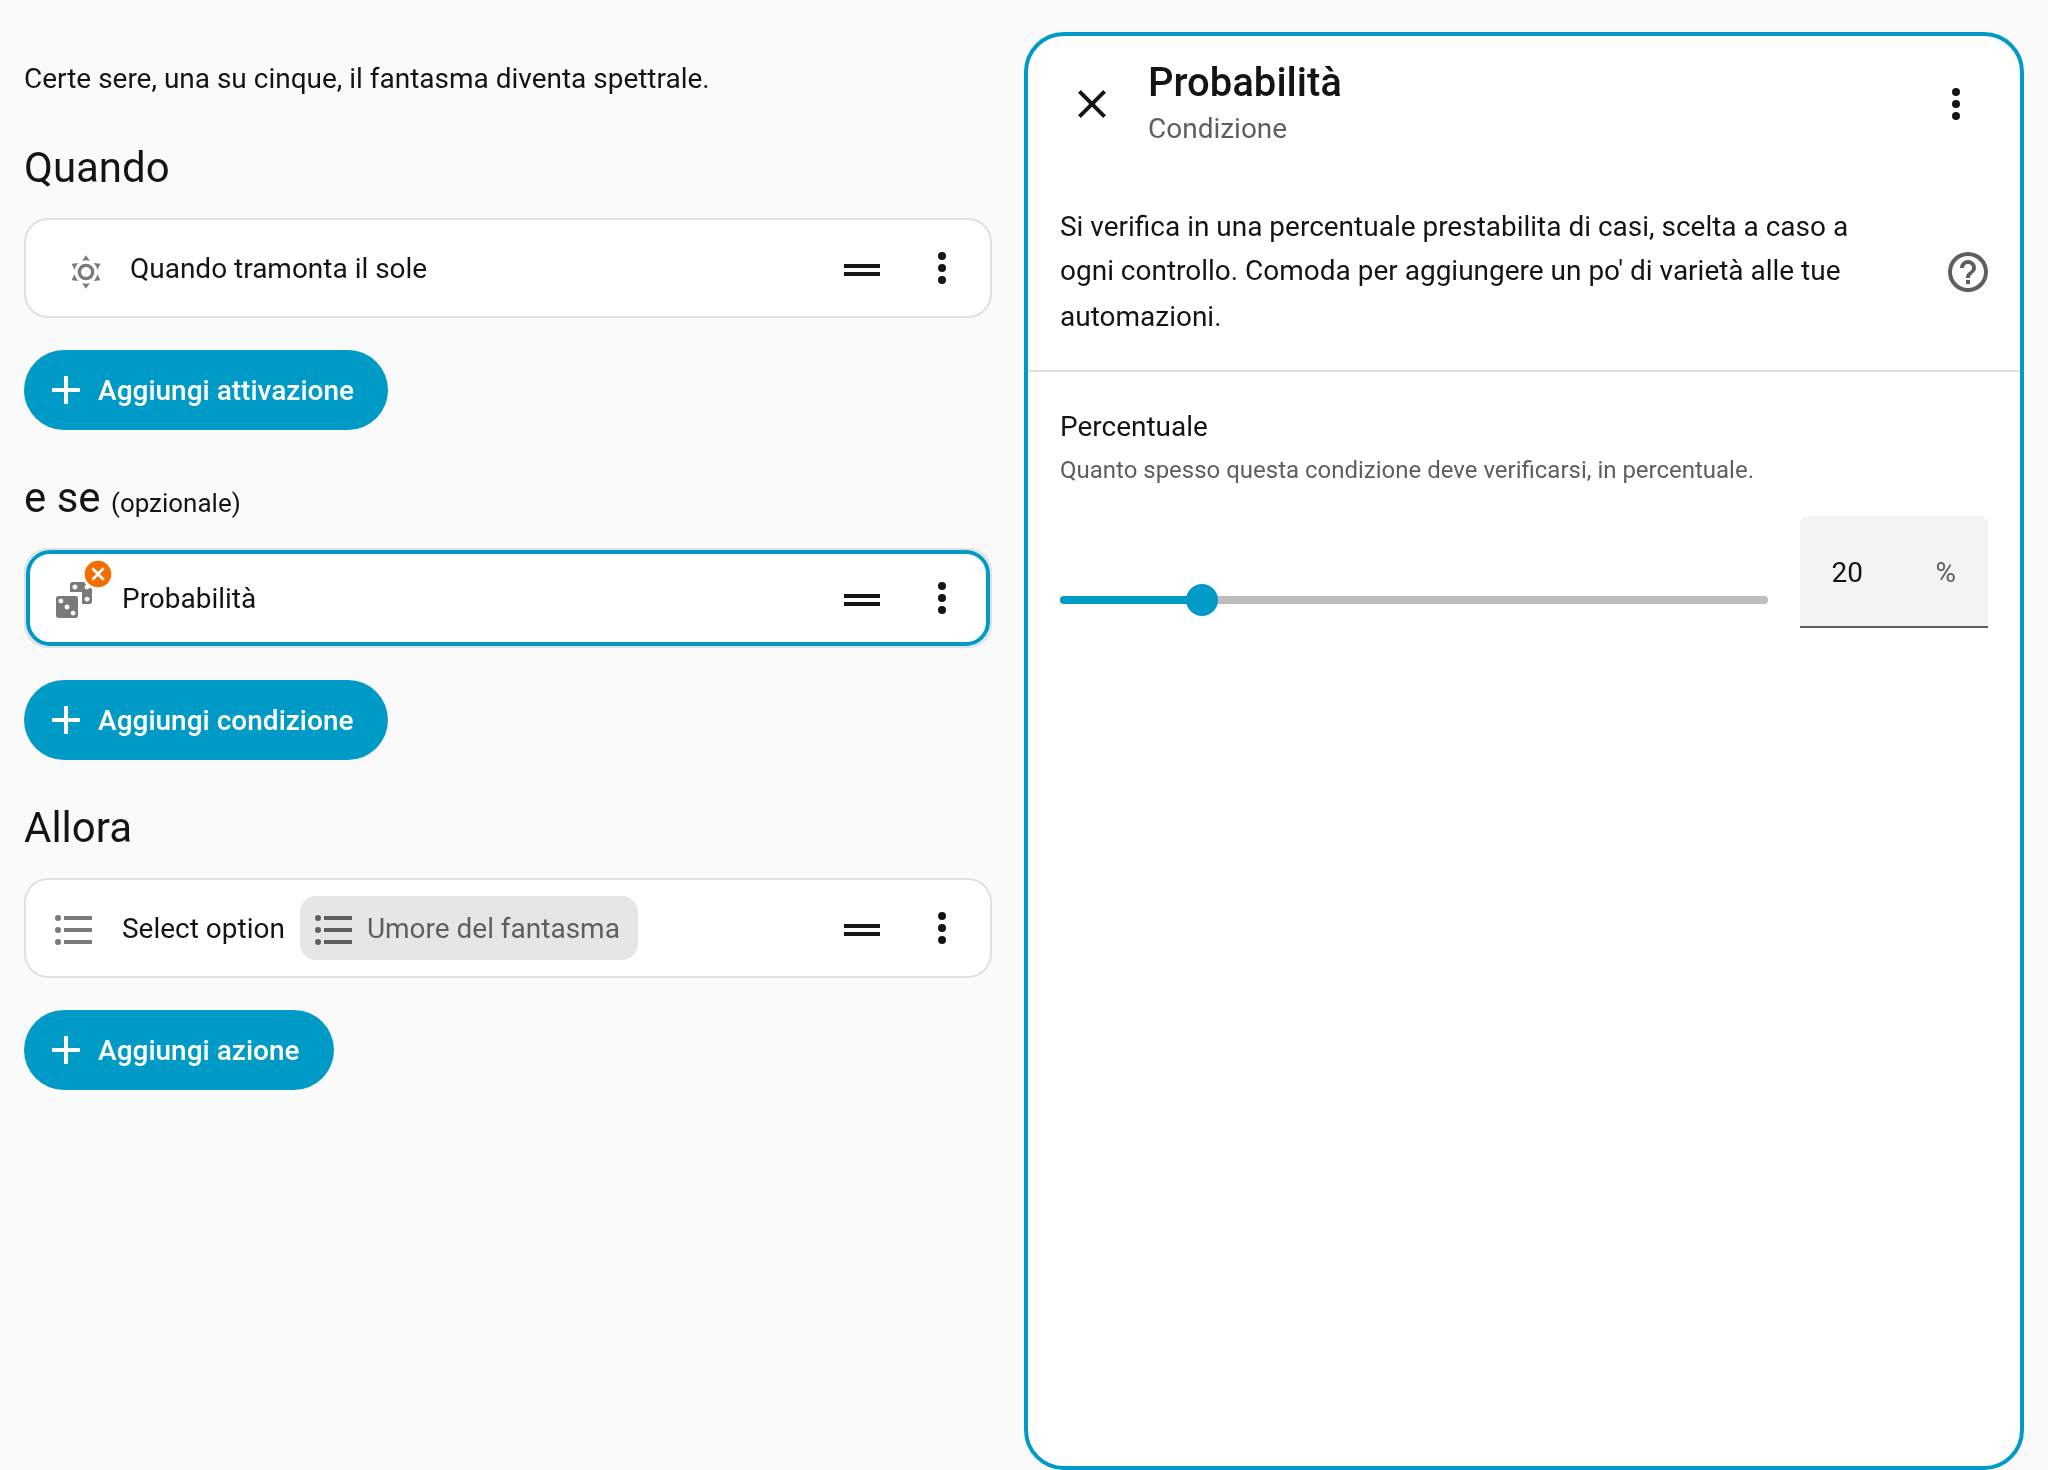 Certe sere, una su cinque, il fantasma diventa spettrale.
Quando
Quando tramonta il sole
Aggiungi attivazione
e se (opzionale)
Probabilità
Aggiungi condizione
Allora
Select option Umore del fantasma
Aggiungi azione
Probabilità
Condizione
Si verifica in una percentuale prestabilita di casi, scelta a caso a
ogni controllo. Comoda per aggiungere un po' di varietà alle tue
automazioni.
Percentuale
Quanto spesso questa condizione deve verificarsi, in percentuale.
20 %